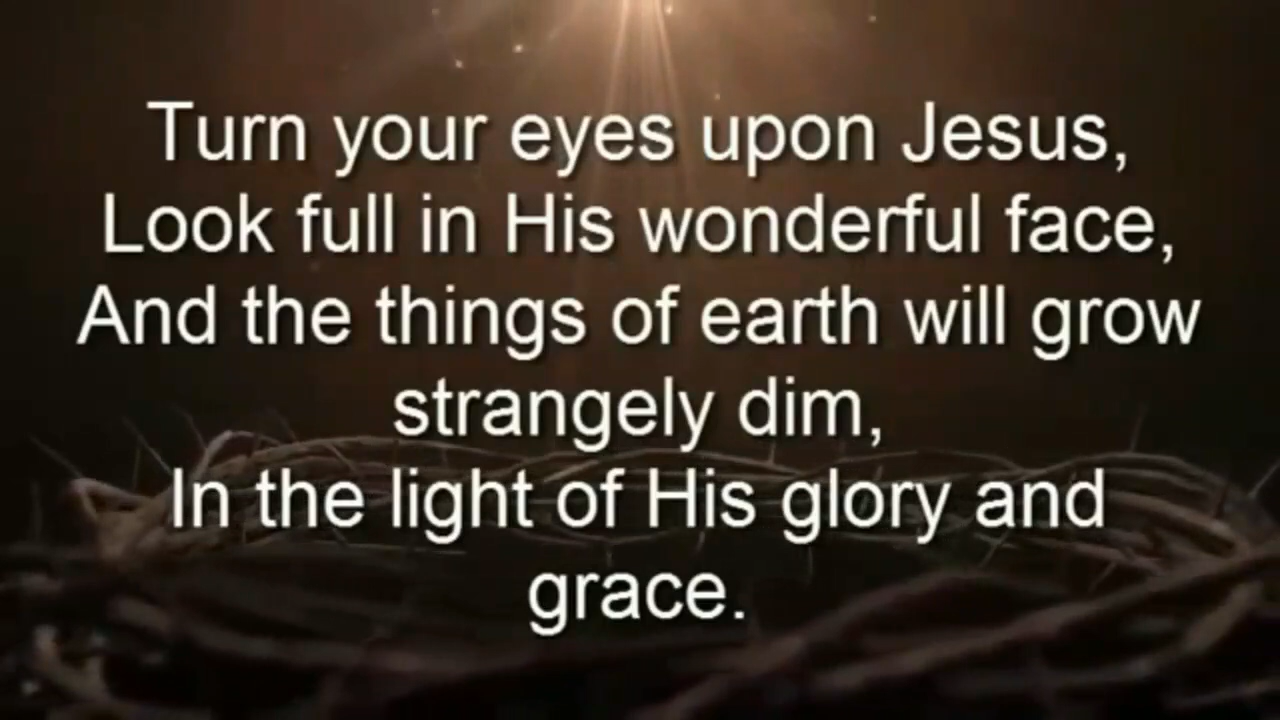 Turn your eyes upon Jesus,
Look full in His wonderful face,
And the things of earth will grow
strangely dim,
In the light of His glory and
grace.